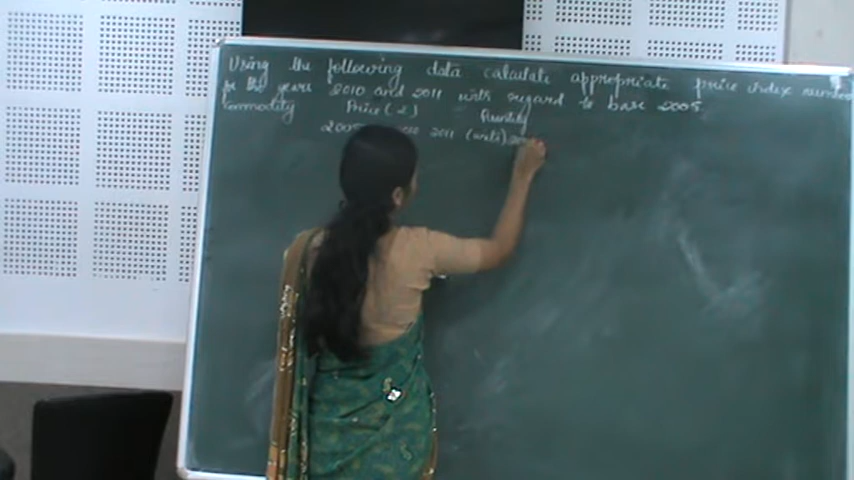 Using the following data calculate appropriate price index number
for the years 2010 and 2011 with regard to base 2005.
Commodity Price (₹) Quantity
2005 2011 (units)